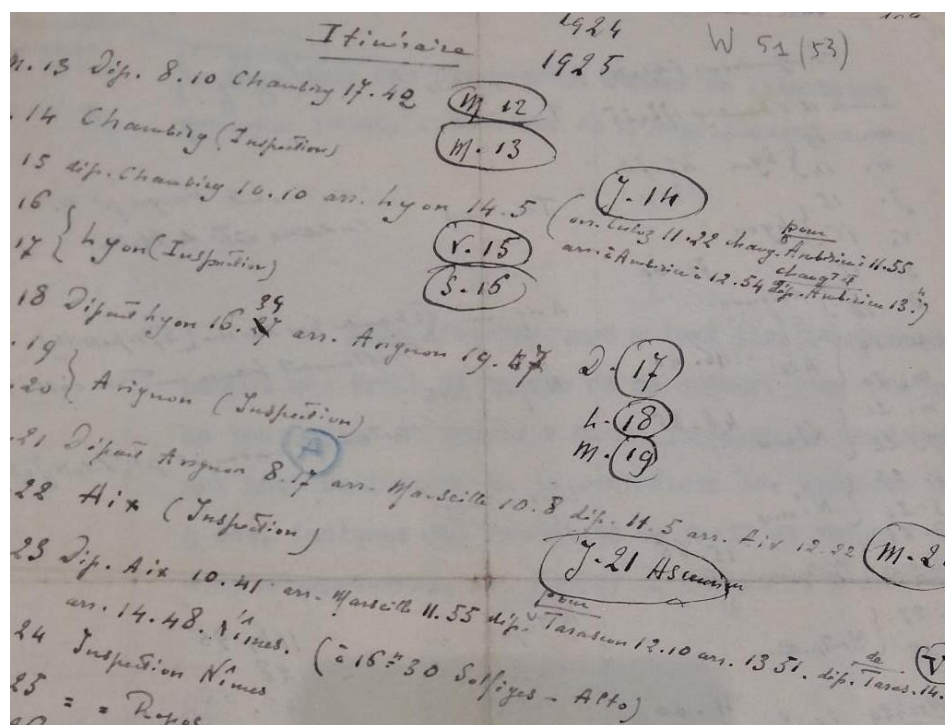 Itinéraire
1924
1925
W 51 (53)
13 Dép. 8.10 Chambéry 17.42 M 12
14 Chambéry (Inspection) M. 13
15 dép. Chambéry 10.10 arr. Lyon 14.5 J. 14
(arr. Culoz 11.22 chang. pour Ambérieu 11.55
arr. à Ambérieu à 12.54 changt dép. Ambérieu 13.)
16
17 } Lyon (Inspection) V. 15
S. 16
18 Départ Lyon 16. 34 arr. Avignon 19. D. 17
19
20 } Avignon (Inspection) L. 18
M. 19
A
21 Départ Avignon 8.17 arr. Marseille 10.8 dép. 11.5 arr. Aix 12.22 M. 2
22 Aix (Inspection) J. 21 Ascension
23 Dép. Aix 10.41 arr. Marseille 11.55 dép. pour Tarascon 12.10 arr. 13 51. dép. de Taras. 14. V
arr. 14.48. Nîmes. (à 16h 30 Solfèges - Alto)
24 Inspection Nîmes
25 = = Repos